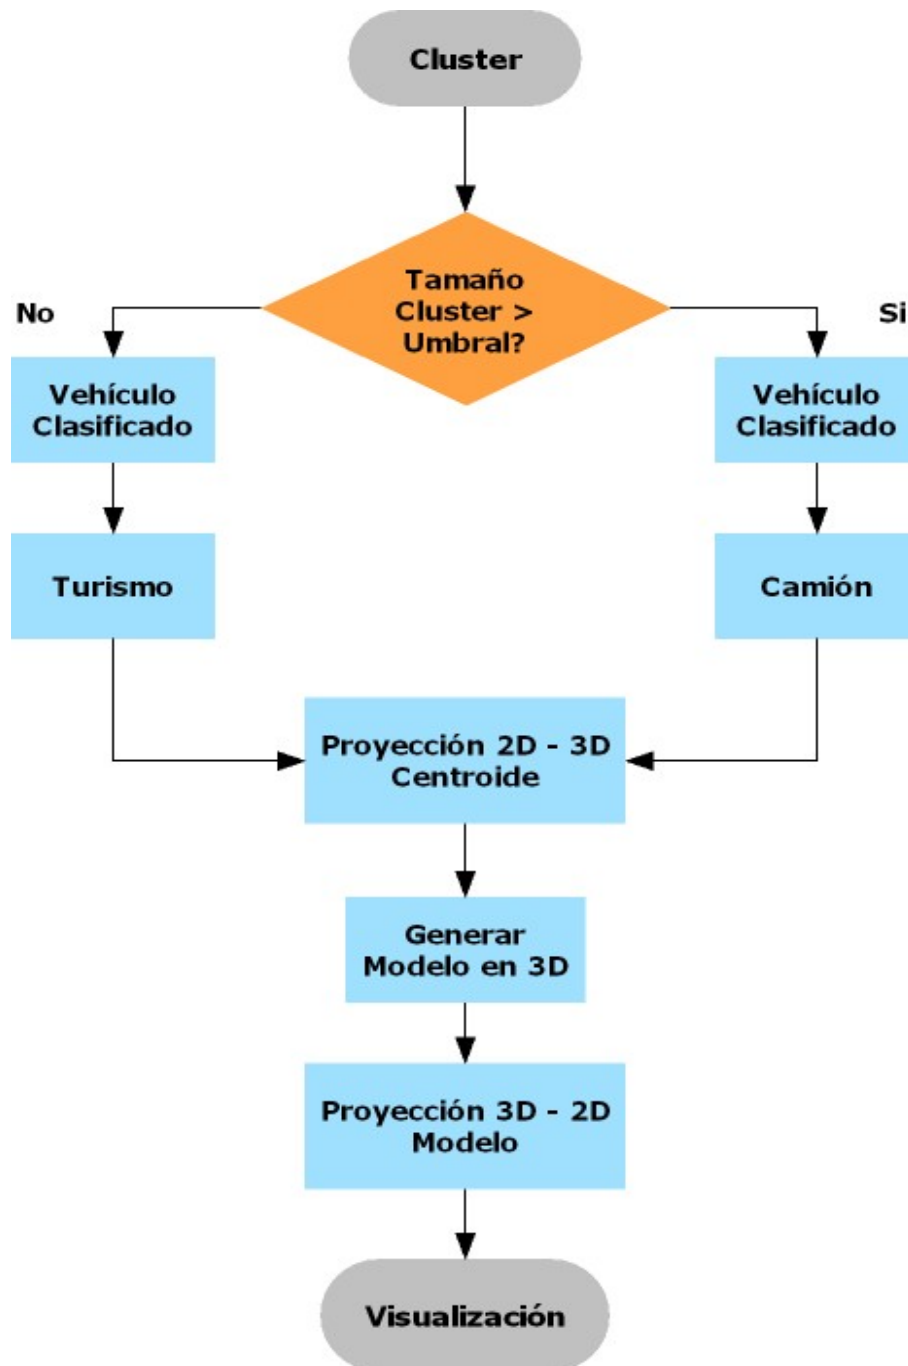 Cluster
Tamaño
Cluster >
Umbral?
No
Si
Vehículo
Clasificado
Vehículo
Clasificado
Turismo
Camión
Proyección 2D - 3D
Centroide
Generar
Modelo en 3D
Proyección 3D - 2D
Modelo
Visualización